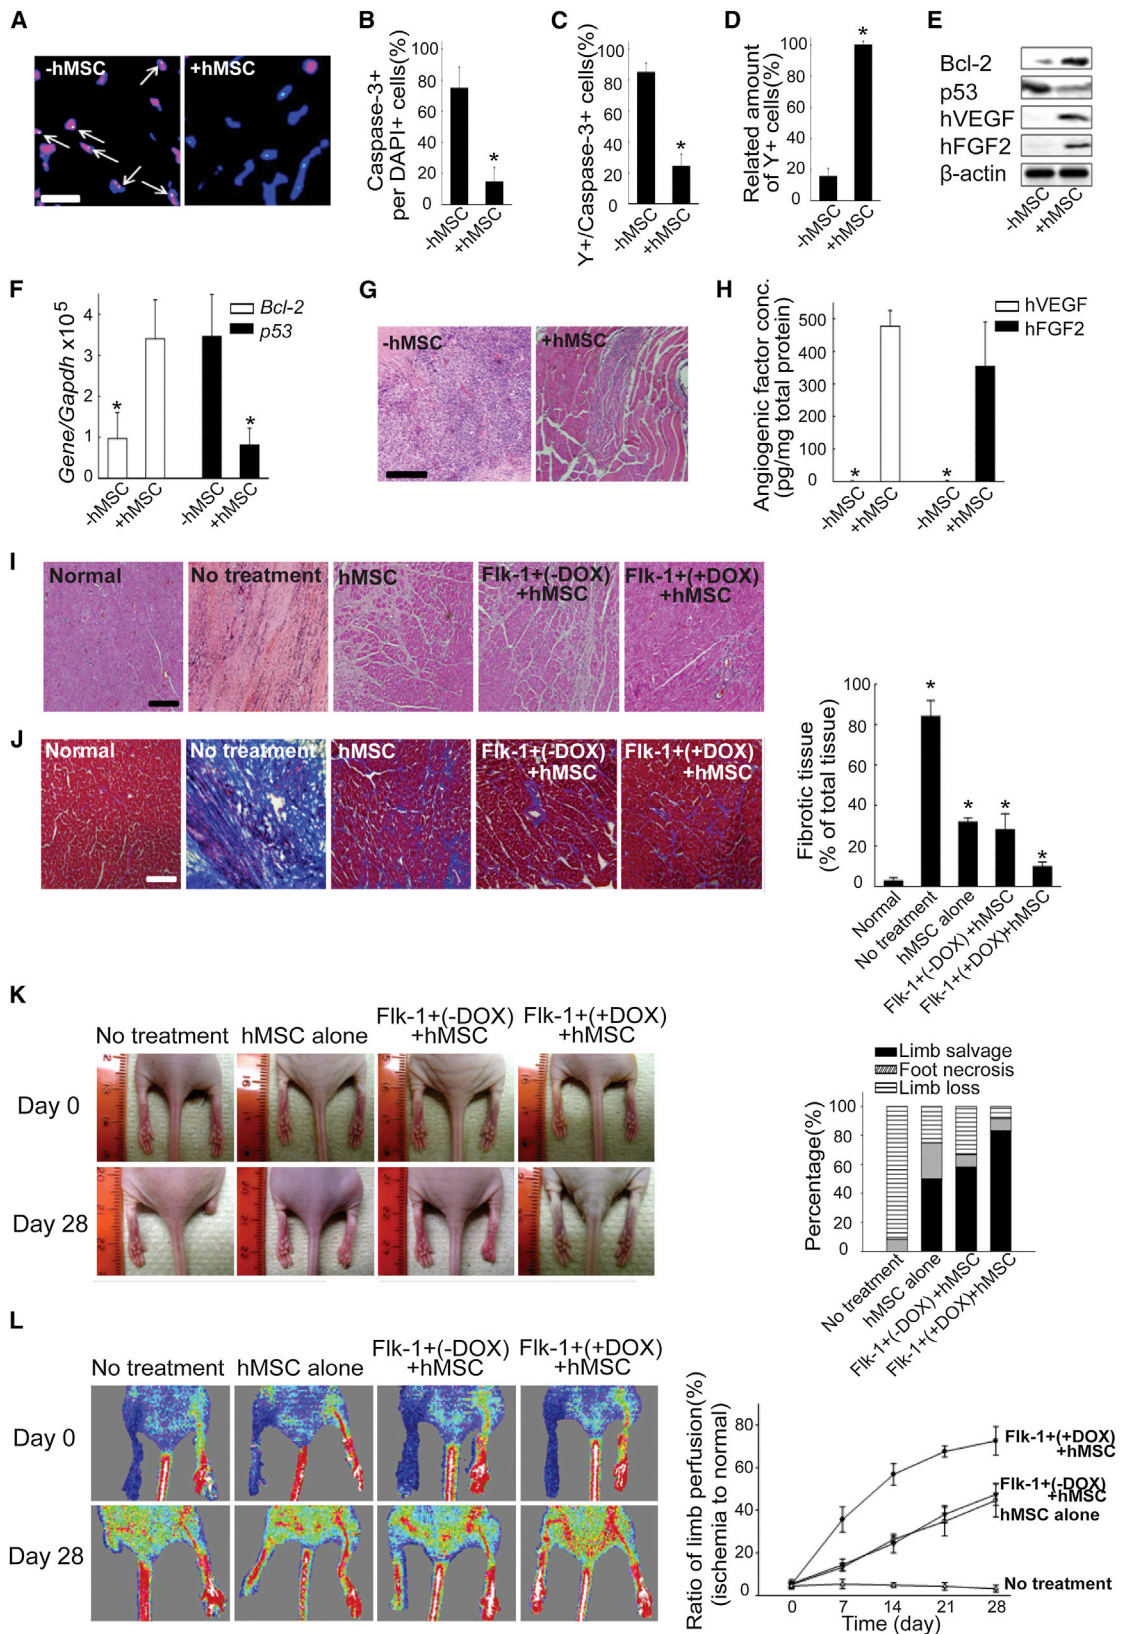 A
-hMSC
+hMSC
B
Caspase-3+
per DAPI+ cells(%)
100
80
60
40
20
0
*
-hMSC
+hMSC
C
Y+/Caspase-3+ cells(%)
100
80
60
40
20
0
*
-hMSC
+hMSC
D
Related amount
of Y+ cells(%)
100
80
60
40
20
0
*
-hMSC
+hMSC
E
Bcl-2
p53
hVEGF
hFGF2
β-actin
-hMSC
+hMSC
F
Gene/Gapdh x10⁵
4
3
2
1
0
*
*
Bcl-2
p53
-hMSC
+hMSC
-hMSC
+hMSC
G
-hMSC
+hMSC
H
Angiogenic factor conc.
(pg/mg total protein)
500
400
300
200
100
0
*
*
hVEGF
hFGF2
-hMSC
+hMSC
-hMSC
+hMSC
I
Normal
No treatment
hMSC
Flk-1+(-DOX)
+hMSC
Flk-1+(+DOX)
+hMSC
J
Normal
No treatment
hMSC
Flk-1+(-DOX)
+hMSC
Flk-1+(+DOX)
+hMSC
Fibrotic tissue
(% of total tissue)
100
80
60
40
20
0
*
*
*
*
Normal
No treatment
hMSC alone
Flk-1+(-DOX)+hMSC
Flk-1+(+DOX)+hMSC
K
No treatment
hMSC alone
Flk-1+(-DOX)
+hMSC
Flk-1+(+DOX)
+hMSC
Day 0
Day 28
Limb salvage
Foot necrosis
Limb loss
Percentage(%)
100
80
60
40
20
0
No treatment
hMSC alone
Flk-1+(-DOX)+hMSC
Flk-1+(+DOX)+hMSC
L
No treatment
hMSC alone
Flk-1+(-DOX)
+hMSC
Flk-1+(+DOX)
+hMSC
Day 0
Day 28
Ratio of limb perfusion(%)
(ischemia to normal)
80
60
40
20
0
Flk-1+(+DOX)
+hMSC
Flk-1+(-DOX)
+hMSC
hMSC alone
No treatment
0 7 14 21 28
Time (day)